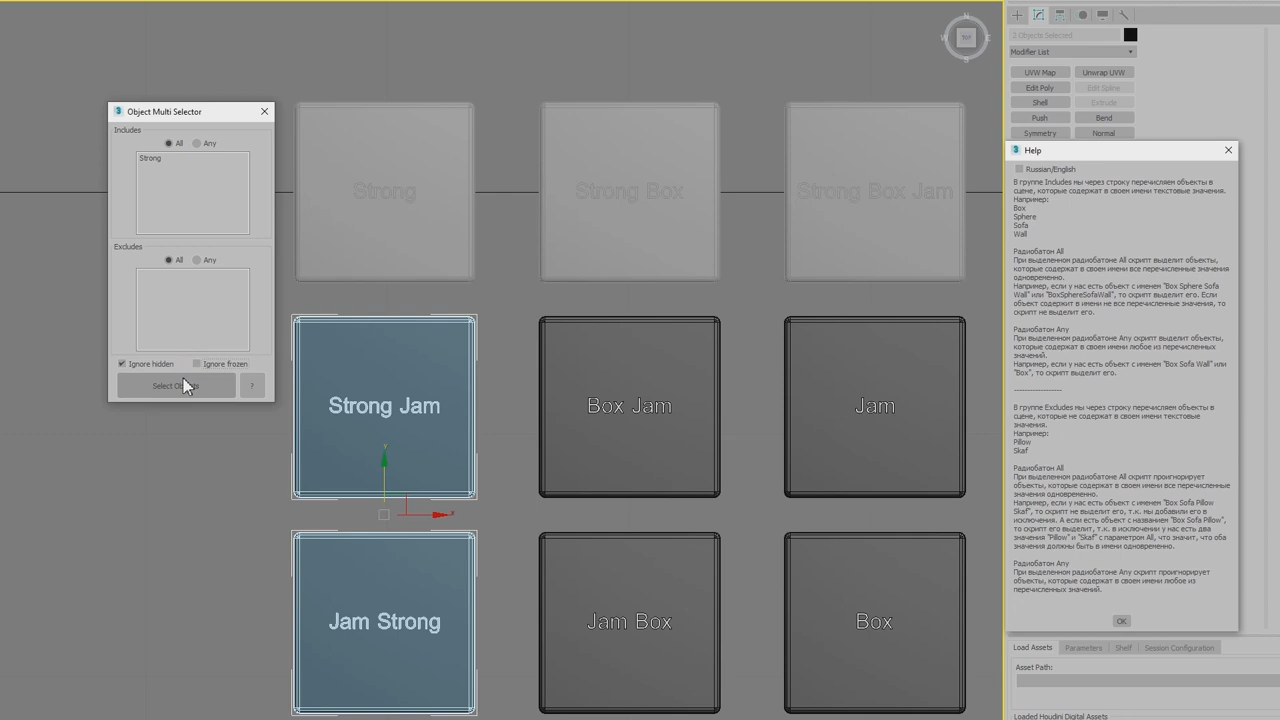 N
W TOP E
2 Objects Selected
Modifier List
UVW Map Unwrap UVW
Edit Poly Edit Spline
Shell Extrude
Push Bend
Symmetry Normal
3 Object Multi Selector
Includes
All Any
Strong
Excludes
All Any
Ignore hidden Ignore frozen
Select Obj
?
Strong
Strong Box
Strong Box Jam
Strong Jam
Box Jam
Jam
y
x
Jam Strong
Jam Box
Box
3 Help
Russian/English
В группе Includes мы через строку перечисляем объекты в
сцене, которые содержат в своем имени текстовые значения.
Например:
Box
Sphere
Sofa
Wall
Радиобатон All
При выделенном радиобатоне All скрипт выделит объекты,
которые содержат в своем имени все перечисленные значения
одновременно.
Например, если у нас есть объект с именем "Box Sphere Sofa
Wall" или "BoxSphereSofaWall", то скрипт выделит его. Если
объект содержит в имени не все перечисленные значения, то
скрипт не выделит его.
Радиобатон Any
При выделенном радиобатоне Any скрипт выделит объекты,
которые содержат в своем имени любое из перечисленных
значений.
Например, у нас есть объект с именем "Box Sofa Wall" или
"Box", то скрипт выделит его.
------------------
В группе Excludes мы через строку перечисляем объекты в
сцене, которые не содержат в своем имени текстовые
значения.
Например:
Pillow
Skaf
Радиобатон All
При выделенном радиобатоне All скрипт проигнорирует
объекты, которые содержат в своем имени все перечисленные
значения одновременно.
Например, если у нас есть объект с именем "Box Sofa Pillow
Skaf", то скрипт не выделит его, т.к. мы добавили его в
исключения. А если есть объект с названием "Box Sofa Pillow",
то скрипт его выделит, т.к. в исключении у нас есть два
значения "Pillow" и "Skaf" с параметром All, что значит, что оба
значения должны быть в имени одновременно.
Радиобатон Any
При выделенном радиобатоне Any скрипт проигнорирует
объекты, которые содержат в своем имени любое из
перечисленных значений.
OK
Load Assets Parameters Shelf Session Configuration
Asset Path:
Loaded Houdini Digital Assets